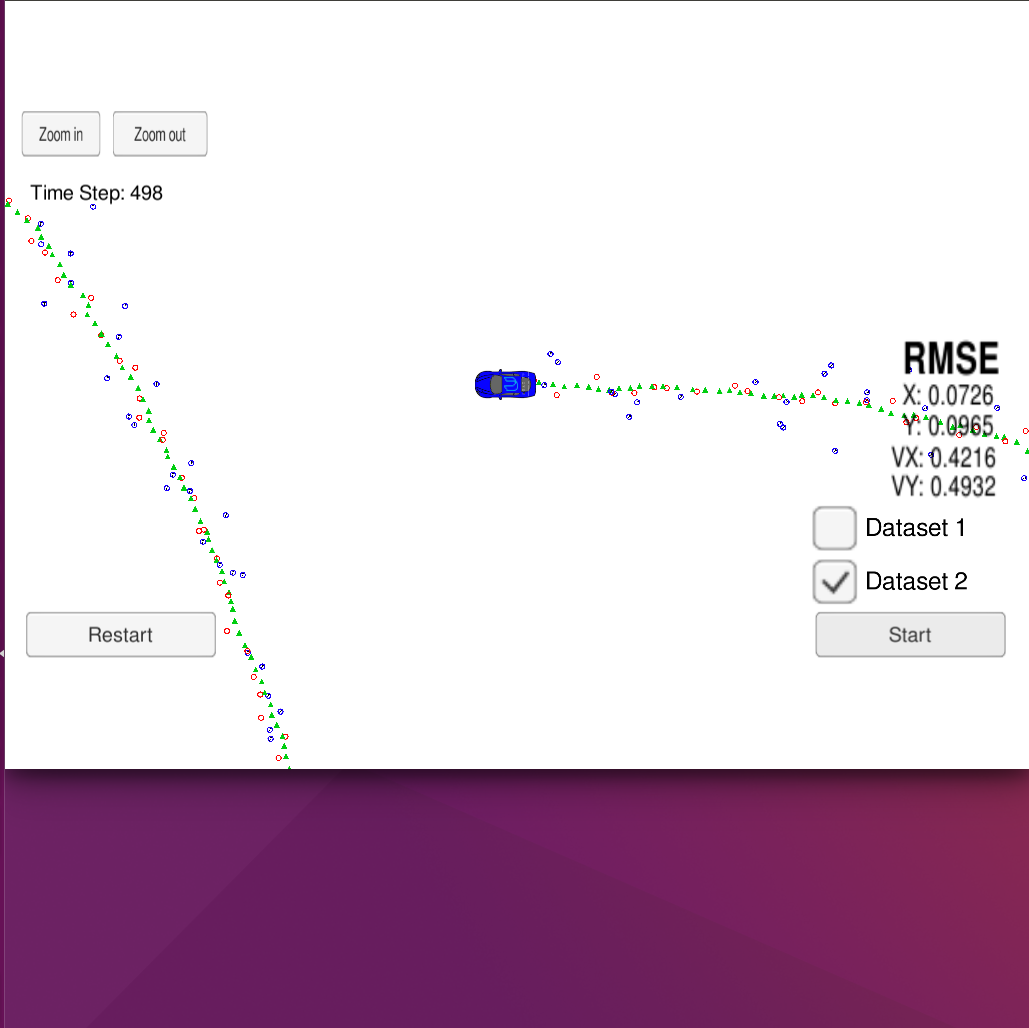 Zoom in
Zoom out
Time Step: 498
RMSE
X: 0.0726
Y: 0.0965
VX: 0.4216
VY: 0.4932
Dataset 1
Dataset 2
Restart
Start